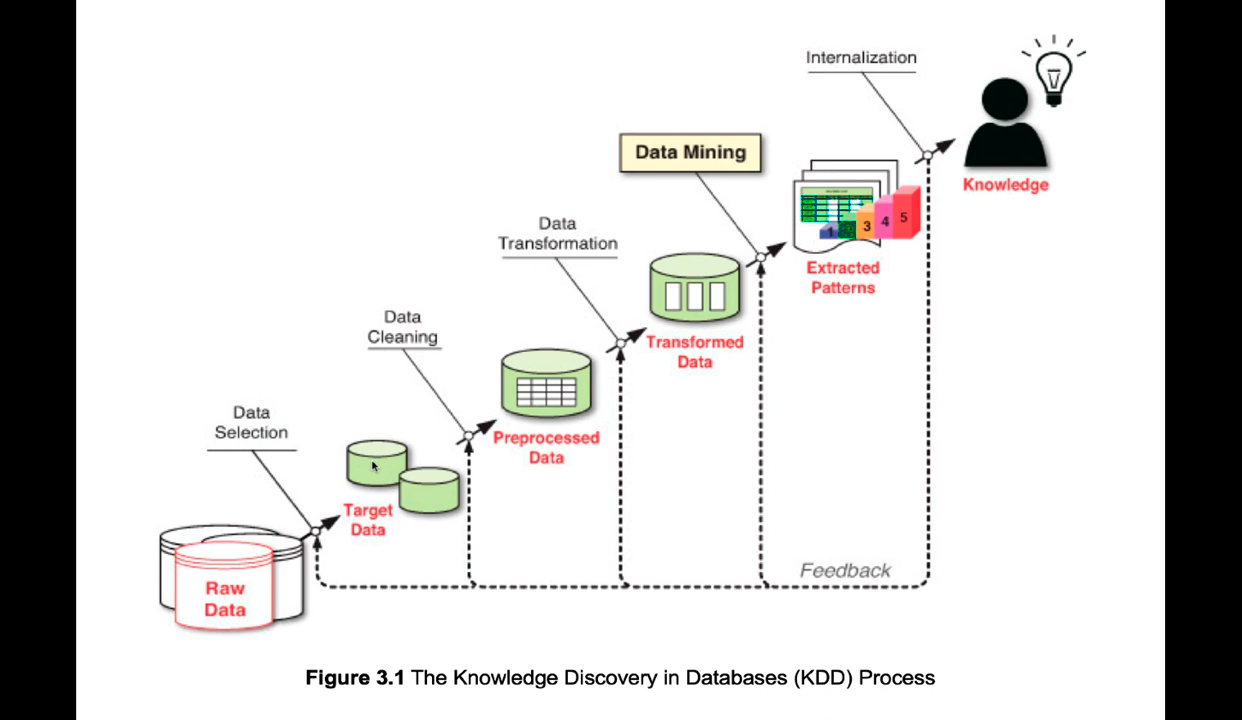 Internalization
Knowledge
Data Mining
1
3
4
5
Extracted
Patterns
Data
Transformation
Transformed
Data
Data
Cleaning
Preprocessed
Data
Data
Selection
Target
Data
Raw
Data
Feedback
Figure 3.1 The Knowledge Discovery in Databases (KDD) Process